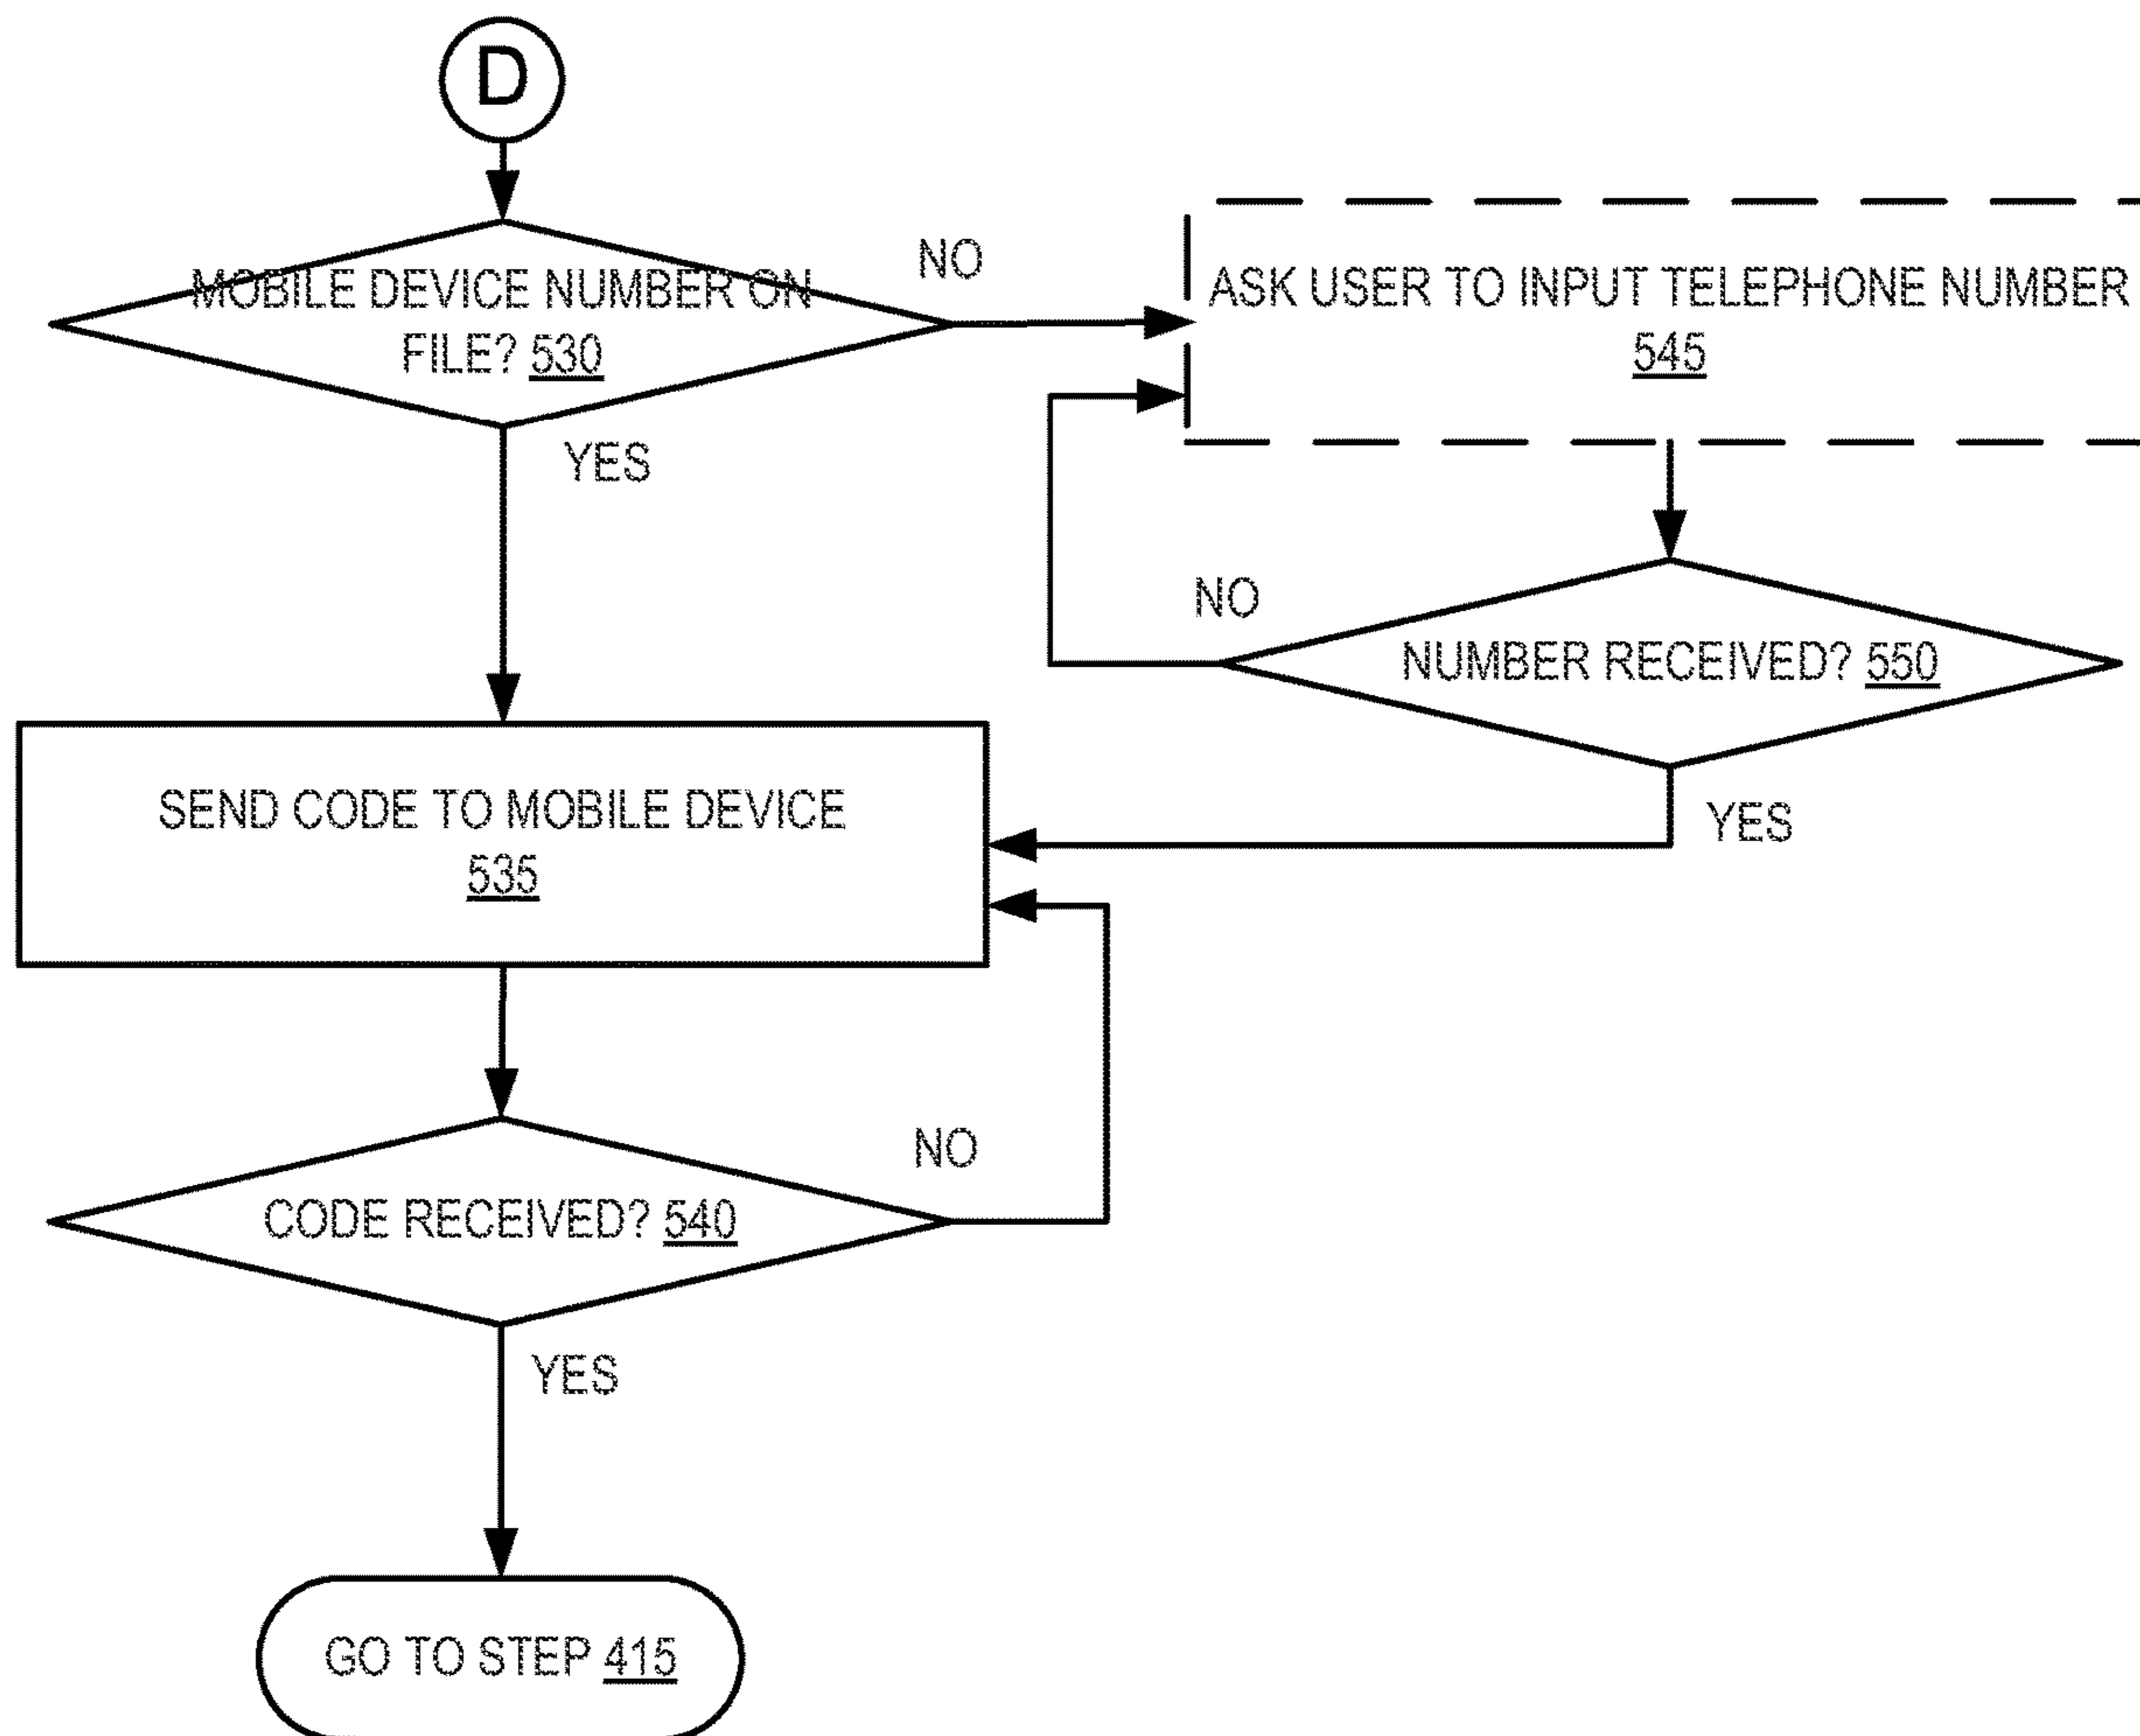 D
MOBILE DEVICE NUMBER ON
FILE? 530
NO
YES
ASK USER TO INPUT TELEPHONE NUMBER
545
NO
NUMBER RECEIVED? 550
YES
SEND CODE TO MOBILE DEVICE
535
NO
CODE RECEIVED? 540
YES
GO TO STEP 415